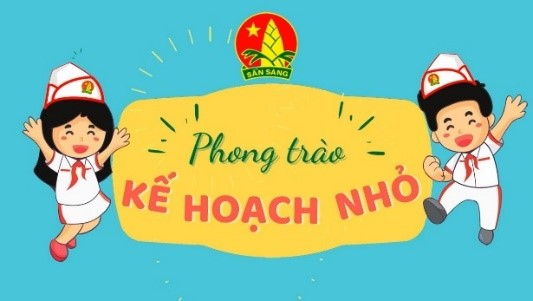 SẴN SÀNG
Phong trào
KẾ HOẠCH NHỎ